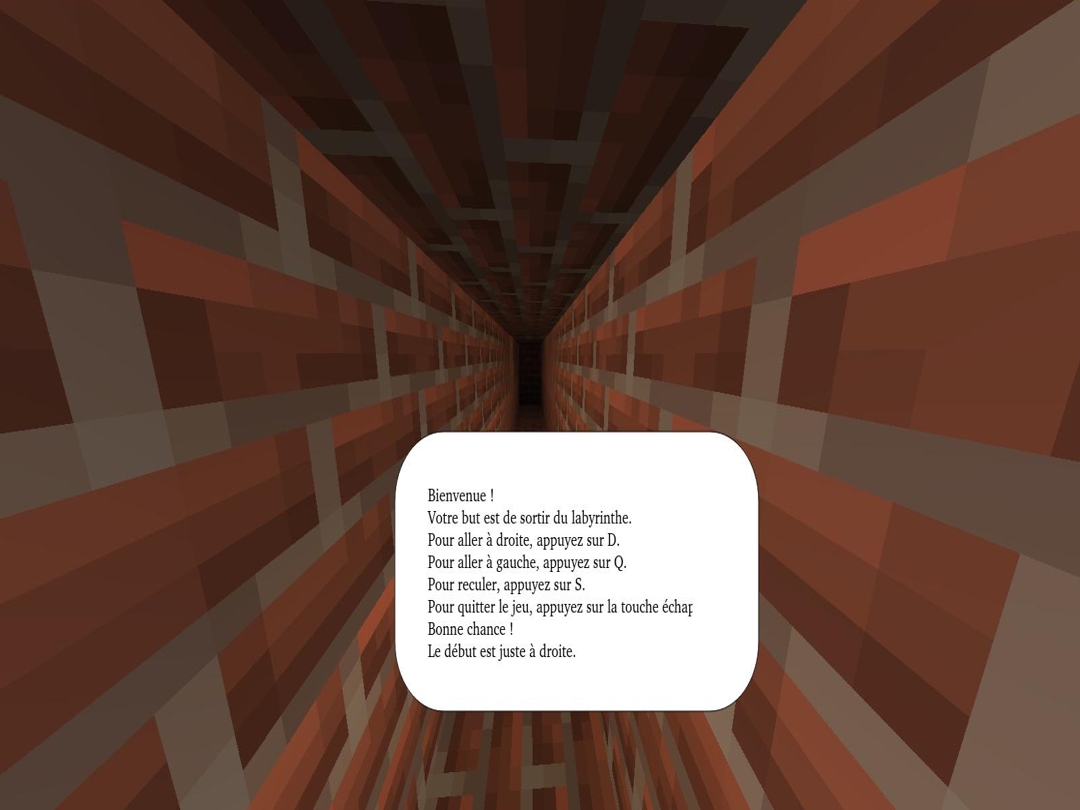 Bienvenue !
Votre but est de sortir du labyrinthe.
Pour aller à droite, appuyez sur D.
Pour aller à gauche, appuyez sur Q.
Pour reculer, appuyez sur S.
Pour quitter le jeu, appuyez sur la touche échap
Bonne chance !
Le début est juste à droite.